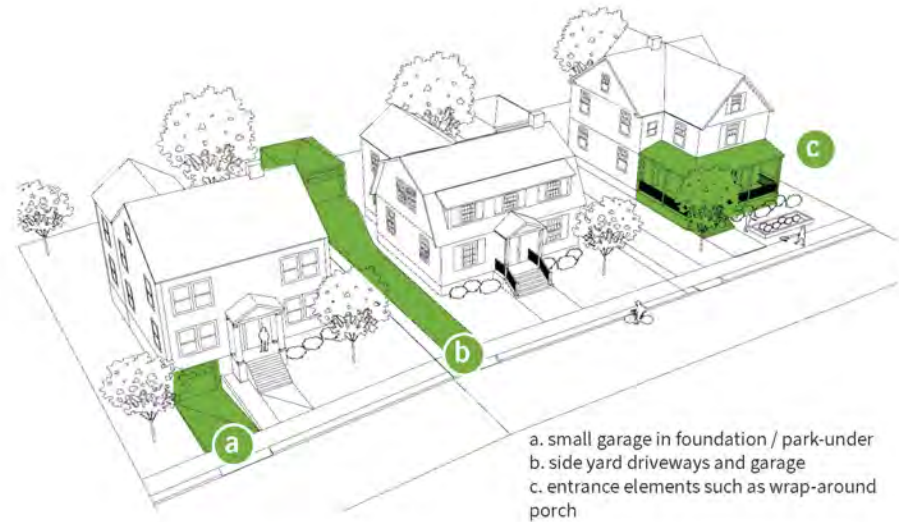 c
b
a
a. small garage in foundation / park-under
b. side yard driveways and garage
c. entrance elements such as wrap-around
porch